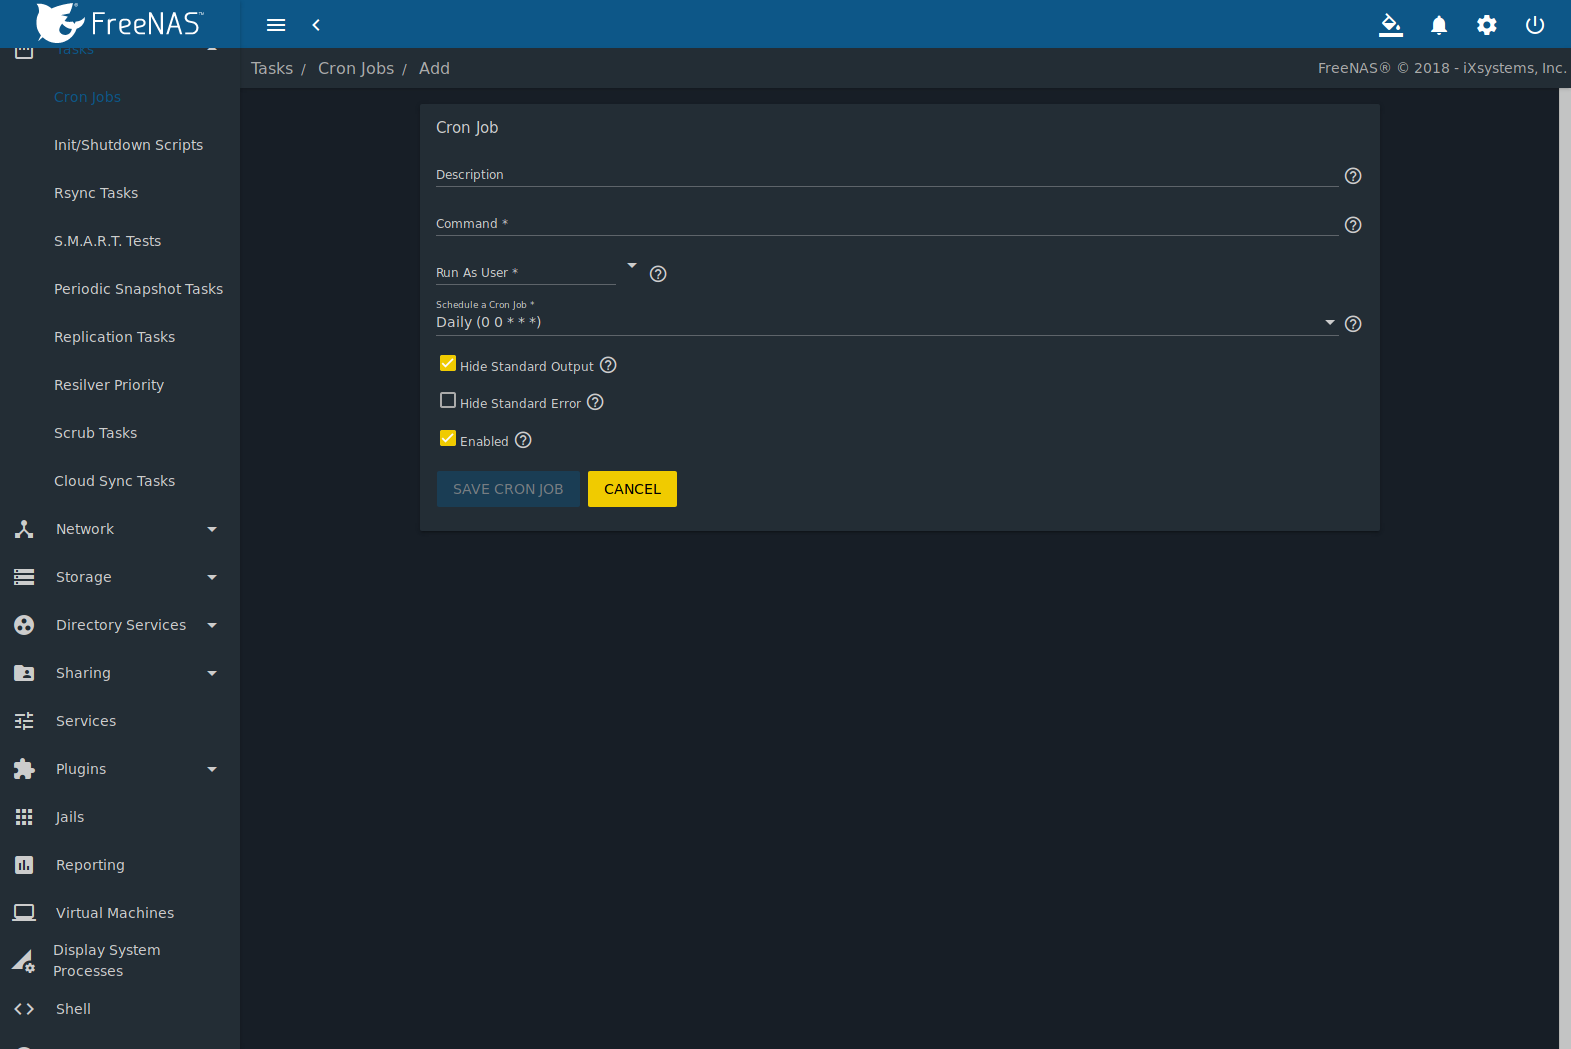 FreeNAS™
Tasks
Cron Jobs
Init/Shutdown Scripts
Rsync Tasks
S.M.A.R.T. Tests
Periodic Snapshot Tasks
Replication Tasks
Resilver Priority
Scrub Tasks
Cloud Sync Tasks
Network
Storage
Directory Services
Sharing
Services
Plugins
Jails
Reporting
Virtual Machines
Display System
Processes
Shell
Tasks / Cron Jobs / Add
FreeNAS® © 2018 - iXsystems, Inc.
Cron Job
Description
Command *
Run As User *
Schedule a Cron Job *
Daily (0 0 * * *)
Hide Standard Output
Hide Standard Error
Enabled
SAVE CRON JOB CANCEL